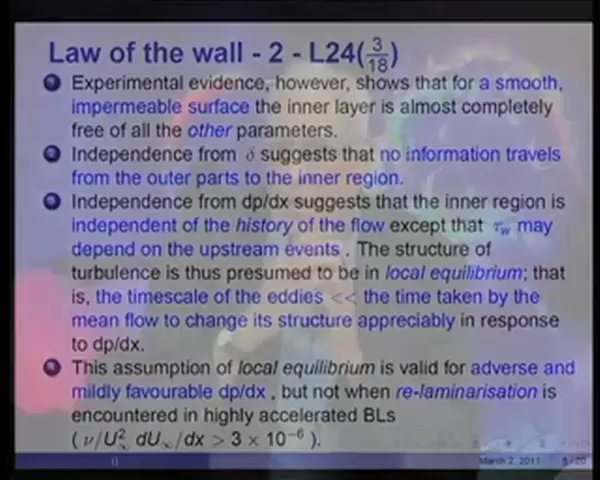 Law of the wall - 2 - L24(3/18)
Experimental evidence, however, shows that for a smooth,
impermeable surface the inner layer is almost completely
free of all the other parameters.
Independence from δ suggests that no information travels
from the outer parts to the inner region.
Independence from dp/dx suggests that the inner region is
independent of the history of the flow except that τw may
depend on the upstream events . The structure of
turbulence is thus presumed to be in local equilibrium; that
is, the timescale of the eddies << the time taken by the
mean flow to change its structure appreciably in response
to dp/dx.
This assumption of local equilibrium is valid for adverse and
mildly favourable dp/dx , but not when re-laminarisation is
encountered in highly accelerated BLs
( ν/U²∞ dU∞/dx > 3 × 10⁻⁶ ).
March 2, 2011